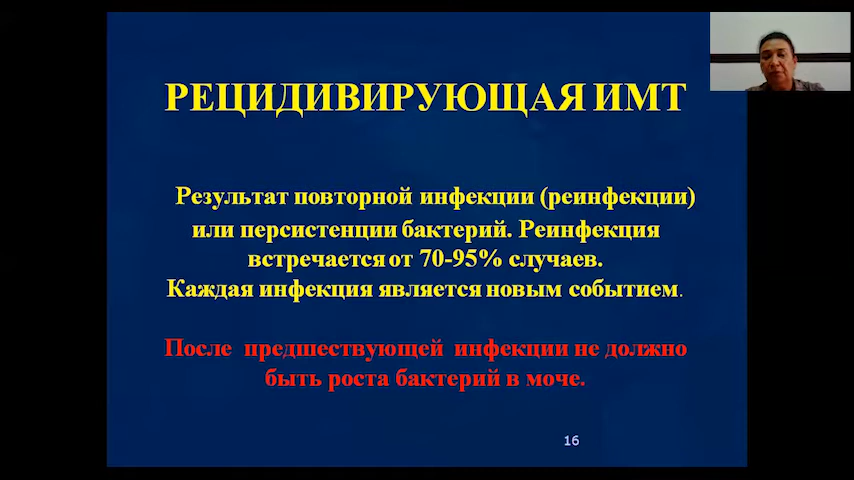 РЕЦИДИВИРУЮЩАЯ ИМТ
Результат повторной инфекции (реинфекции)
или персистенции бактерий. Реинфекция
встречается от 70-95% случаев.
Каждая инфекция является новым событием.
После предшествующей инфекции не должно
быть роста бактерий в моче.
16